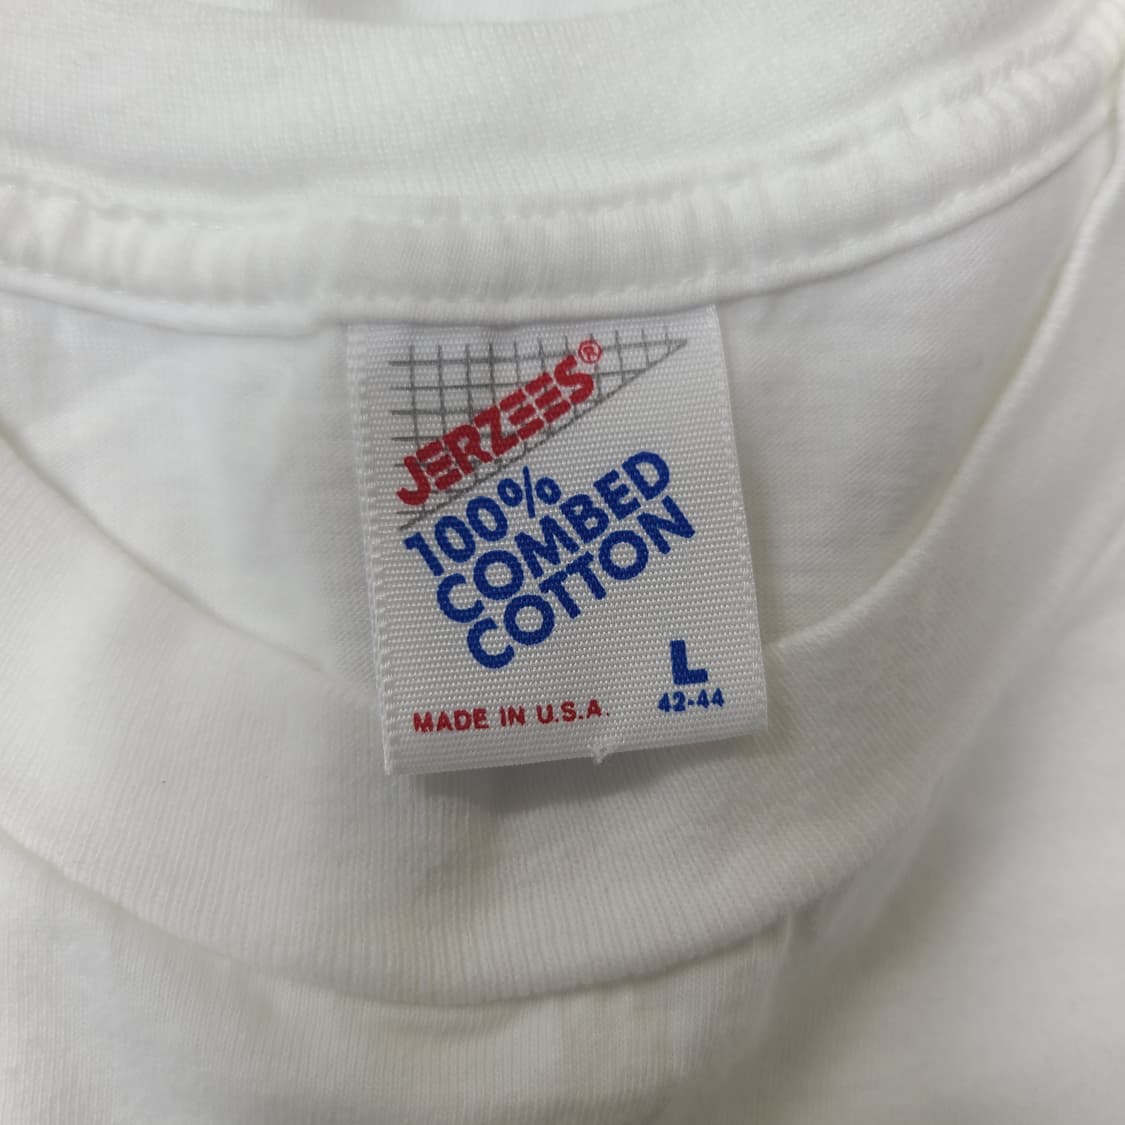 JERZEES®
100%
COMBED
COTTON
L
42-44
MADE IN U.S.A.